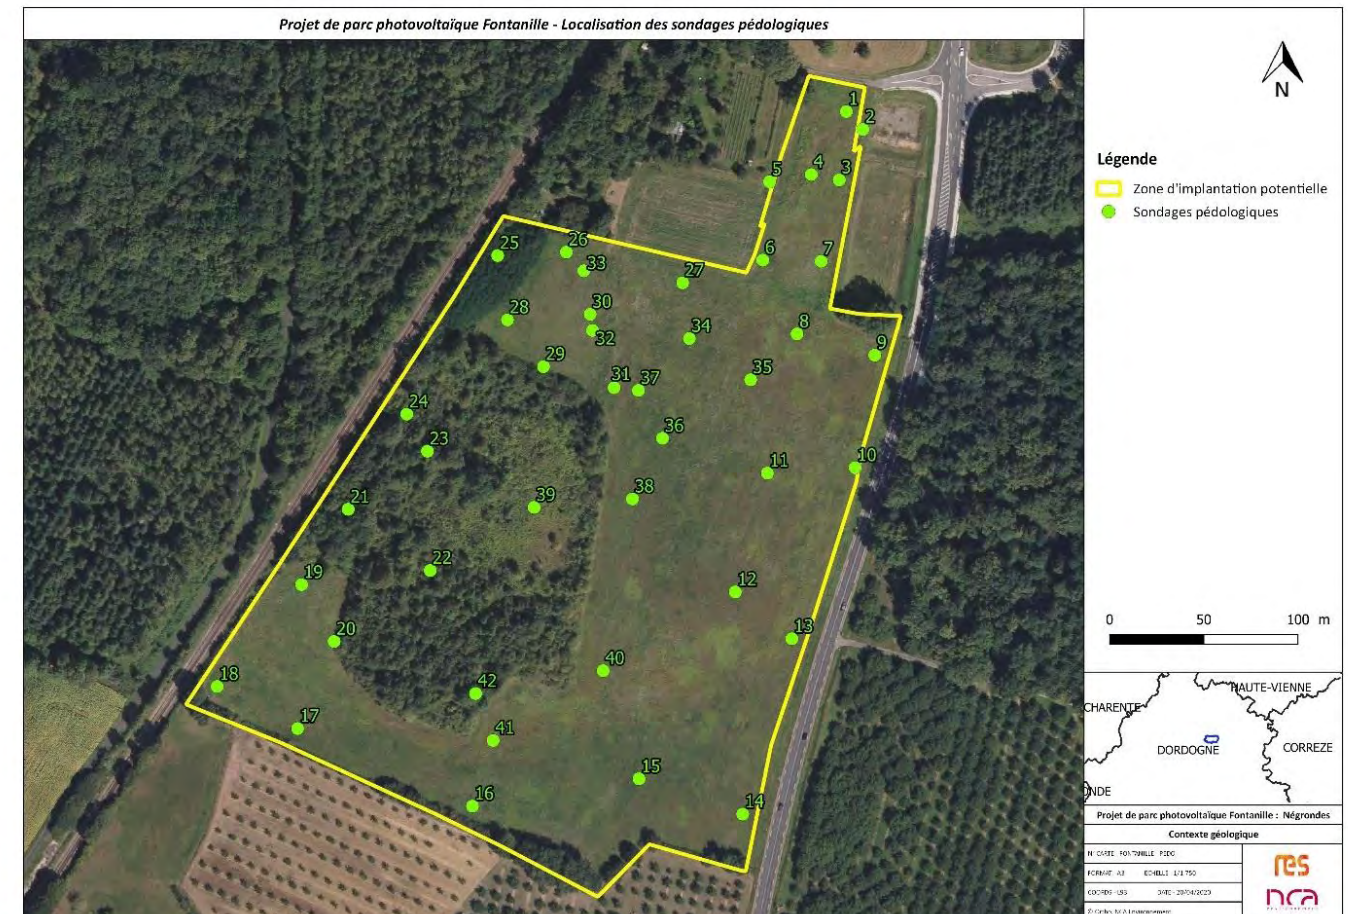 Projet de parc photovoltaïque Fontanille - Localisation des sondages pédologiques
N
Légende
Zone d'implantation potentielle
Sondages pédologiques
1
2
3
4
5
6
7
8
9
10
11
12
13
14
15
16
17
18
19
20
21
22
23
24
25
26
27
28
29
30
31
32
33
34
35
36
37
38
39
40
41
42
0 50 100 m
HAUTE-VIENNE
CHARENTE
DORDOGNE
CORREZE
ONDE
Projet de parc photovoltaïque Fontanille : Négrondes
Contexte géologique
FORMAT: A3
res
nca